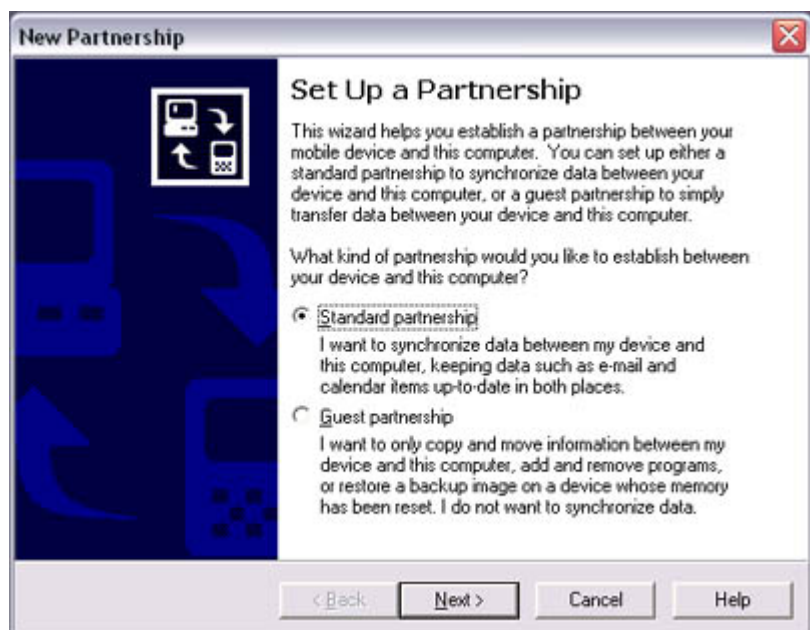 New Partnership
Set Up a Partnership
This wizard helps you establish a partnership between your
mobile device and this computer. You can set up either a
standard partnership to synchronize data between your
device and this computer, or a guest partnership to simply
transfer data between your device and this computer.
What kind of partnership would you like to establish between
your device and this computer?
Standard partnership
I want to synchronize data between my device and
this computer, keeping data such as e-mail and
calendar items up-to-date in both places.
Guest partnership
I want to only copy and move information between my
device and this computer, add and remove programs,
or restore a backup image on a device whose memory
has been reset. I do not want to synchronize data.
< Back Next > Cancel Help